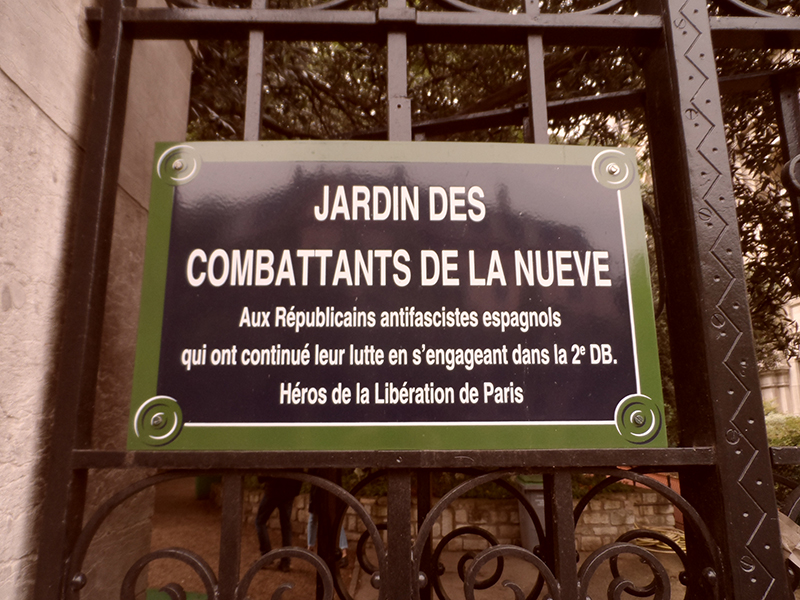 JARDIN DES
COMBATTANTS DE LA NUEVE
Aux Républicains antifascistes espagnols
qui ont continué leur lutte en s'engageant dans la 2ᵉ DB.
Héros de la Libération de Paris